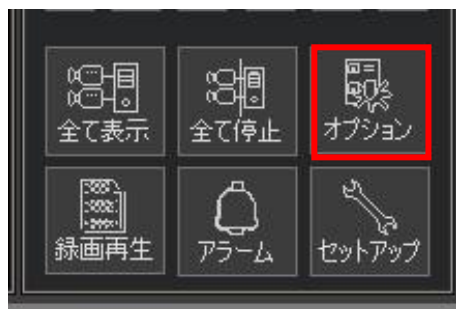 全て表示
全て停止
オプション
録画再生
アラーム
セットアップ